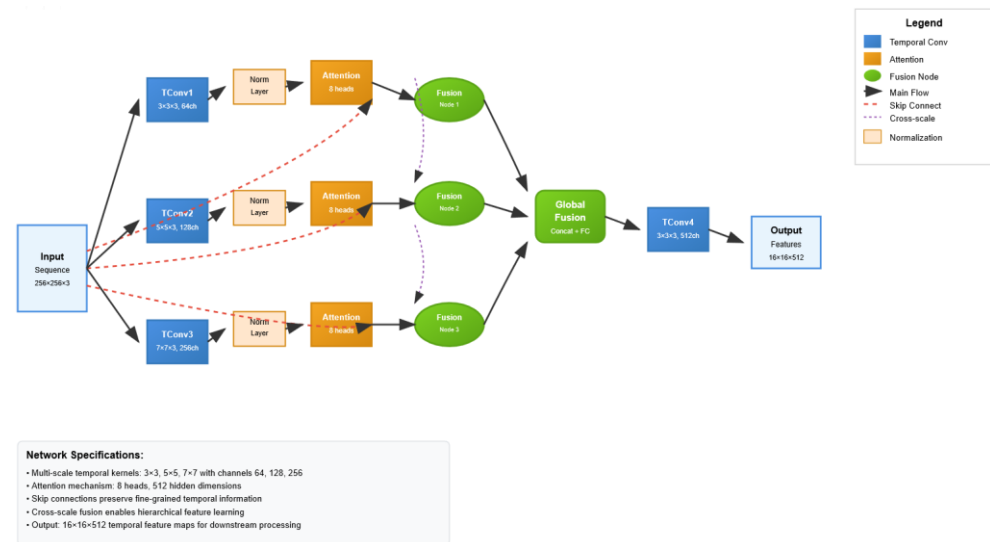 Legend
Temporal Conv
Attention
Fusion Node
Main Flow
Skip Connect
Cross-scale
Normalization
TConv1
3×3×3, 64ch
Norm
Layer
Attention
8 heads
Fusion
Node 1
TConv2
5×5×3, 128ch
Norm
Layer
Attention
8 heads
Fusion
Node 2
Input
Sequence
256×256×3
Global
Fusion
Concat + FC
TConv4
3×3×3, 512ch
Output
Features
16×16×512
TConv3
7×7×3, 256ch
Norm
Layer
Attention
8 heads
Fusion
Node 3
Network Specifications:
• Multi-scale temporal kernels: 3×3, 5×5, 7×7 with channels 64, 128, 256
• Attention mechanism: 8 heads, 512 hidden dimensions
• Skip connections preserve fine-grained temporal information
• Cross-scale fusion enables hierarchical feature learning
• Output: 16×16×512 temporal feature maps for downstream processing